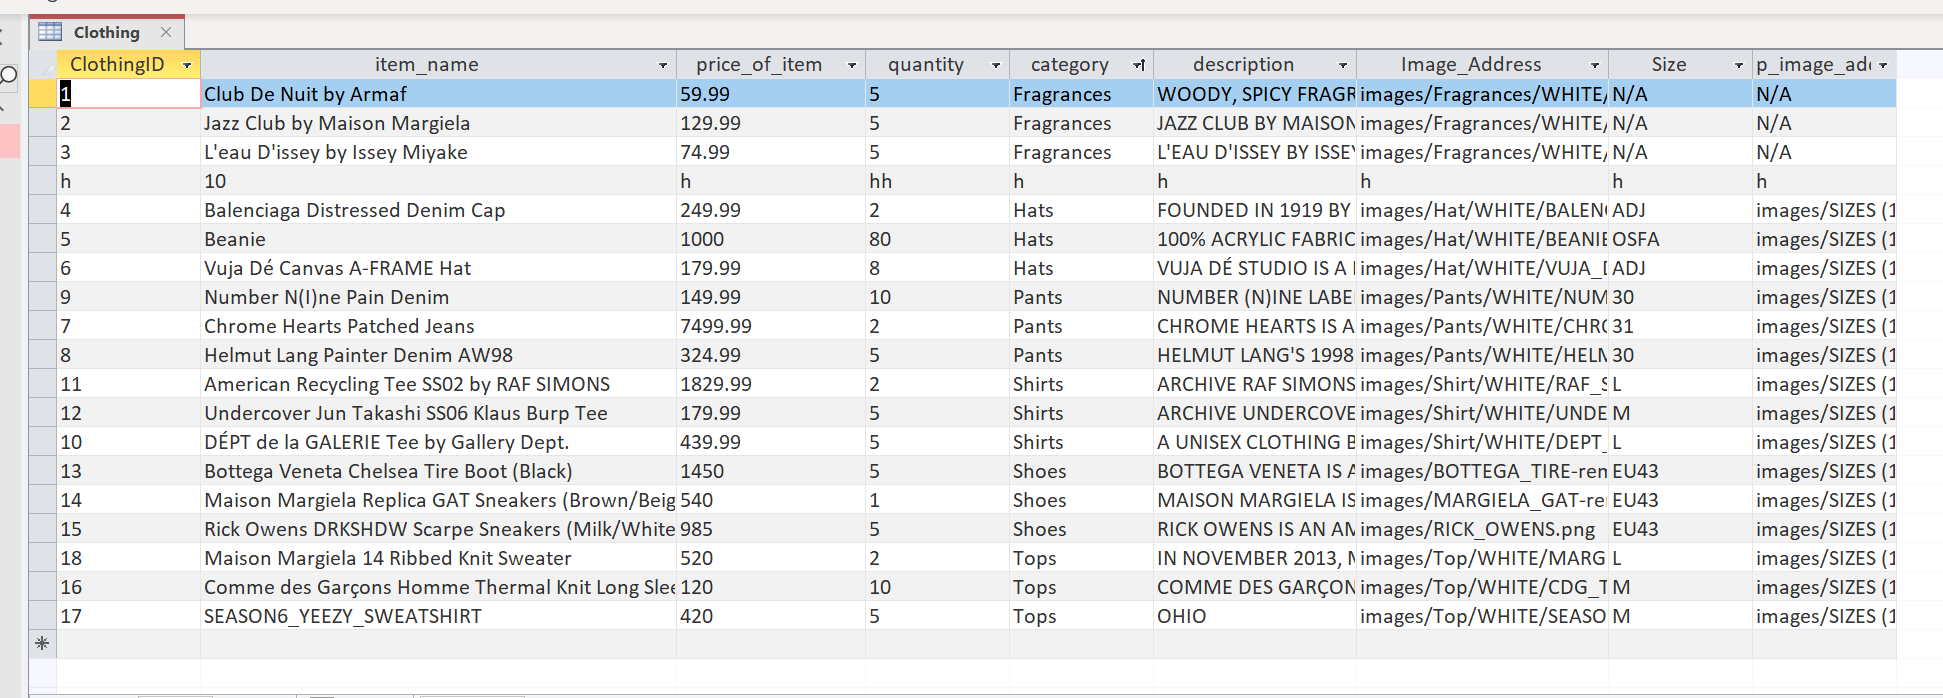 Clothing
ClothingID item_name price_of_item quantity category description Image_Address Size p_image_add
1 Club De Nuit by Armaf 59.99 5 Fragrances WOODY, SPICY FRAGR images/Fragrances/WHITE/ N/A N/A
2 Jazz Club by Maison Margiela 129.99 5 Fragrances JAZZ CLUB BY MAISON images/Fragrances/WHITE/ N/A N/A
3 L'eau D'issey by Issey Miyake 74.99 5 Fragrances L'EAU D'ISSEY BY ISSEY images/Fragrances/WHITE/ N/A N/A
h 10 h hh h h h h h
4 Balenciaga Distressed Denim Cap 249.99 2 Hats FOUNDED IN 1919 BY images/Hat/WHITE/BALENC ADJ images/SIZES (1
5 Beanie 1000 80 Hats 100% ACRYLIC FABRIC images/Hat/WHITE/BEANIE OSFA images/SIZES (1
6 Vuja Dé Canvas A-FRAME Hat 179.99 8 Hats VUJA DÉ STUDIO IS A images/Hat/WHITE/VUJA_D ADJ images/SIZES (1
9 Number N(I)ne Pain Denim 149.99 10 Pants NUMBER (N)INE LABE images/Pants/WHITE/NUM 30 images/SIZES (1
7 Chrome Hearts Patched Jeans 7499.99 2 Pants CHROME HEARTS IS A images/Pants/WHITE/CHRO 31 images/SIZES (1
8 Helmut Lang Painter Denim AW98 324.99 5 Pants HELMUT LANG'S 1998 images/Pants/WHITE/HELM 30 images/SIZES (1
11 American Recycling Tee SS02 by RAF SIMONS 1829.99 2 Shirts ARCHIVE RAF SIMONS images/Shirt/WHITE/RAF_S L images/SIZES (1
12 Undercover Jun Takashi SS06 Klaus Burp Tee 179.99 5 Shirts ARCHIVE UNDERCOVE images/Shirt/WHITE/UNDE M images/SIZES (1
10 DÉPT de la GALERIE Tee by Gallery Dept. 439.99 5 Shirts A UNISEX CLOTHING B images/Shirt/WHITE/DEPT_ L images/SIZES (1
13 Bottega Veneta Chelsea Tire Boot (Black) 1450 5 Shoes BOTTEGA VENETA IS A images/BOTTEGA_TIRE-rem EU43 images/SIZES (1
14 Maison Margiela Replica GAT Sneakers (Brown/Beig 540 1 Shoes MAISON MARGIELA IS images/MARGIELA_GAT-re EU43 images/SIZES (1
15 Rick Owens DRKSHDW Scarpe Sneakers (Milk/White 985 5 Shoes RICK OWENS IS AN AM images/RICK_OWENS.png EU43 images/SIZES (1
18 Maison Margiela 14 Ribbed Knit Sweater 520 2 Tops IN NOVEMBER 2013, M images/Top/WHITE/MARG L images/SIZES (1
16 Comme des Garçons Homme Thermal Knit Long Slee 120 10 Tops COMME DES GARÇON images/Top/WHITE/CDG_T M images/SIZES (1
17 SEASON6_YEEZY_SWEATSHIRT 420 5 Tops OHIO images/Top/WHITE/SEASO M images/SIZES (1